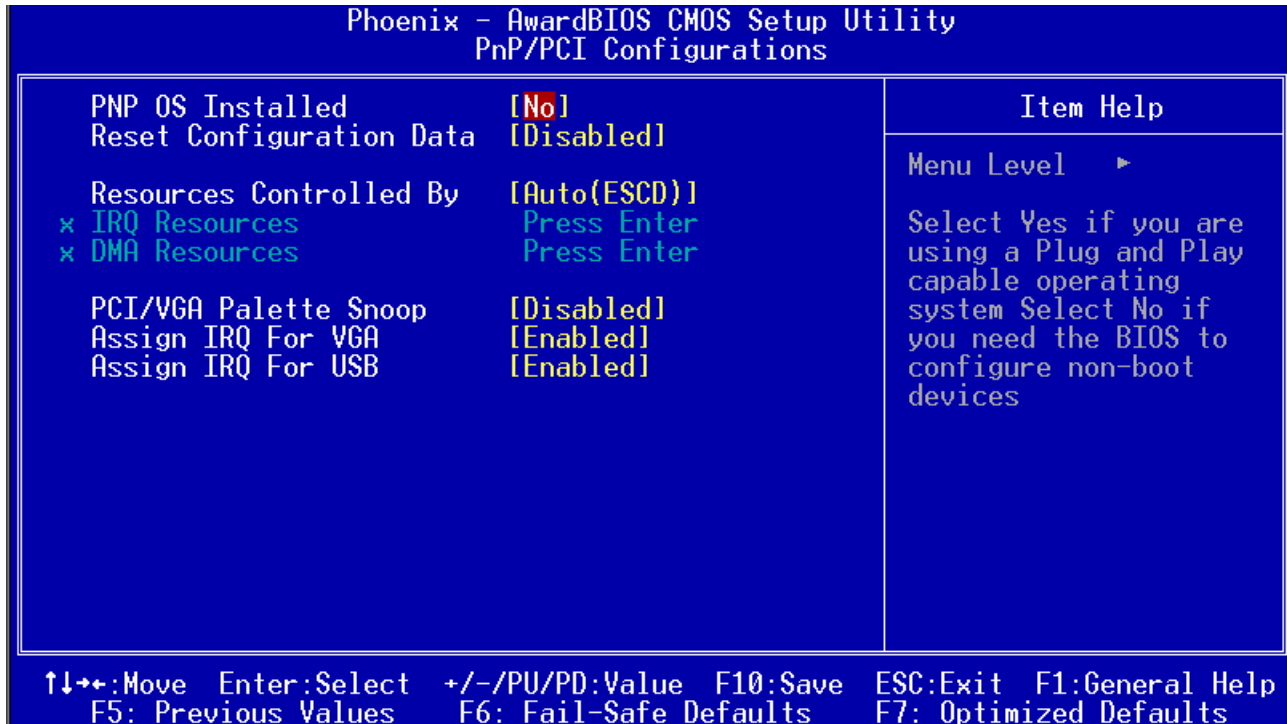 Phoenix - AwardBIOS CMOS Setup Utility
PnP/PCI Configurations
PNP OS Installed [No]
Reset Configuration Data [Disabled]
Resources Controlled By [Auto(ESCD)]
x IRQ Resources Press Enter
x DMA Resources Press Enter
PCI/VGA Palette Snoop [Disabled]
Assign IRQ For VGA [Enabled]
Assign IRQ For USB [Enabled]
Item Help
Menu Level ►
Select Yes if you are
using a Plug and Play
capable operating
system Select No if
you need the BIOS to
configure non-boot
devices
↑↓→←:Move Enter:Select +/-/PU/PD:Value F10:Save ESC:Exit F1:General Help
F5: Previous Values F6: Fail-Safe Defaults F7: Optimized Defaults